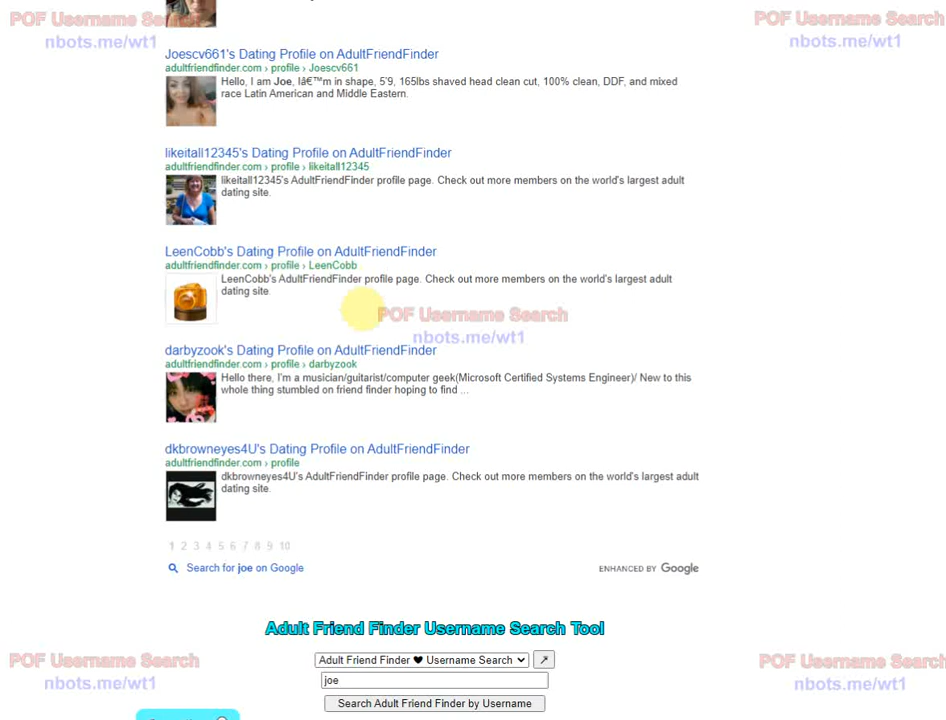 POF Username Search
nbots.me/wt1
POF Username Search
nbots.me/wt1
Joescv661's Dating Profile on AdultFriendFinder
adultfriendfinder.com › profile › Joescv661
Hello, I am Joe, Iâ€™m in shape, 5'9, 165lbs shaved head clean cut, 100% clean, DDF, and mixed
race Latin American and Middle Eastern.
likeitall12345's Dating Profile on AdultFriendFinder
adultfriendfinder.com › profile › likeitall12345
likeitall12345's AdultFriendFinder profile page. Check out more members on the world's largest adult
dating site.
LeenCobb's Dating Profile on AdultFriendFinder
adultfriendfinder.com › profile › LeenCobb
LeenCobb's AdultFriendFinder profile page. Check out more members on the world's largest adult
dating site.
POF Username Search
nbots.me/wt1
darbyzook's Dating Profile on AdultFriendFinder
adultfriendfinder.com › profile › darbyzook
Hello there, I'm a musician/guitarist/computer geek(Microsoft Certified Systems Engineer)/ New to this
whole thing stumbled on friend finder hoping to find ...
dkbrowneyes4U's Dating Profile on AdultFriendFinder
adultfriendfinder.com › profile
dkbrowneyes4U's AdultFriendFinder profile page. Check out more members on the world's largest adult
dating site.
1 2 3 4 5 6 7 8 9 10
Search for joe on Google
ENHANCED BY Google
Adult Friend Finder Username Search Tool
Adult Friend Finder ♥ Username Search
joe
Search Adult Friend Finder by Username
POF Username Search
nbots.me/wt1
POF Username Search
nbots.me/wt1